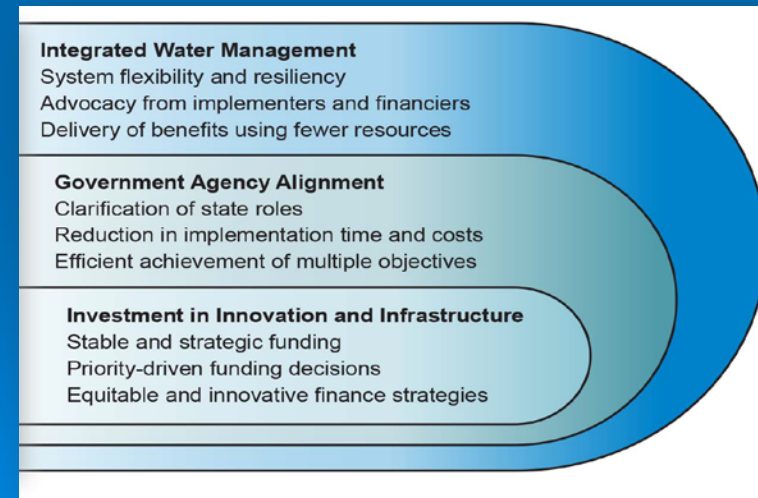 Integrated Water Management
System flexibility and resiliency
Advocacy from implementers and financiers
Delivery of benefits using fewer resources
Government Agency Alignment
Clarification of state roles
Reduction in implementation time and costs
Efficient achievement of multiple objectives
Investment in Innovation and Infrastructure
Stable and strategic funding
Priority-driven funding decisions
Equitable and innovative finance strategies